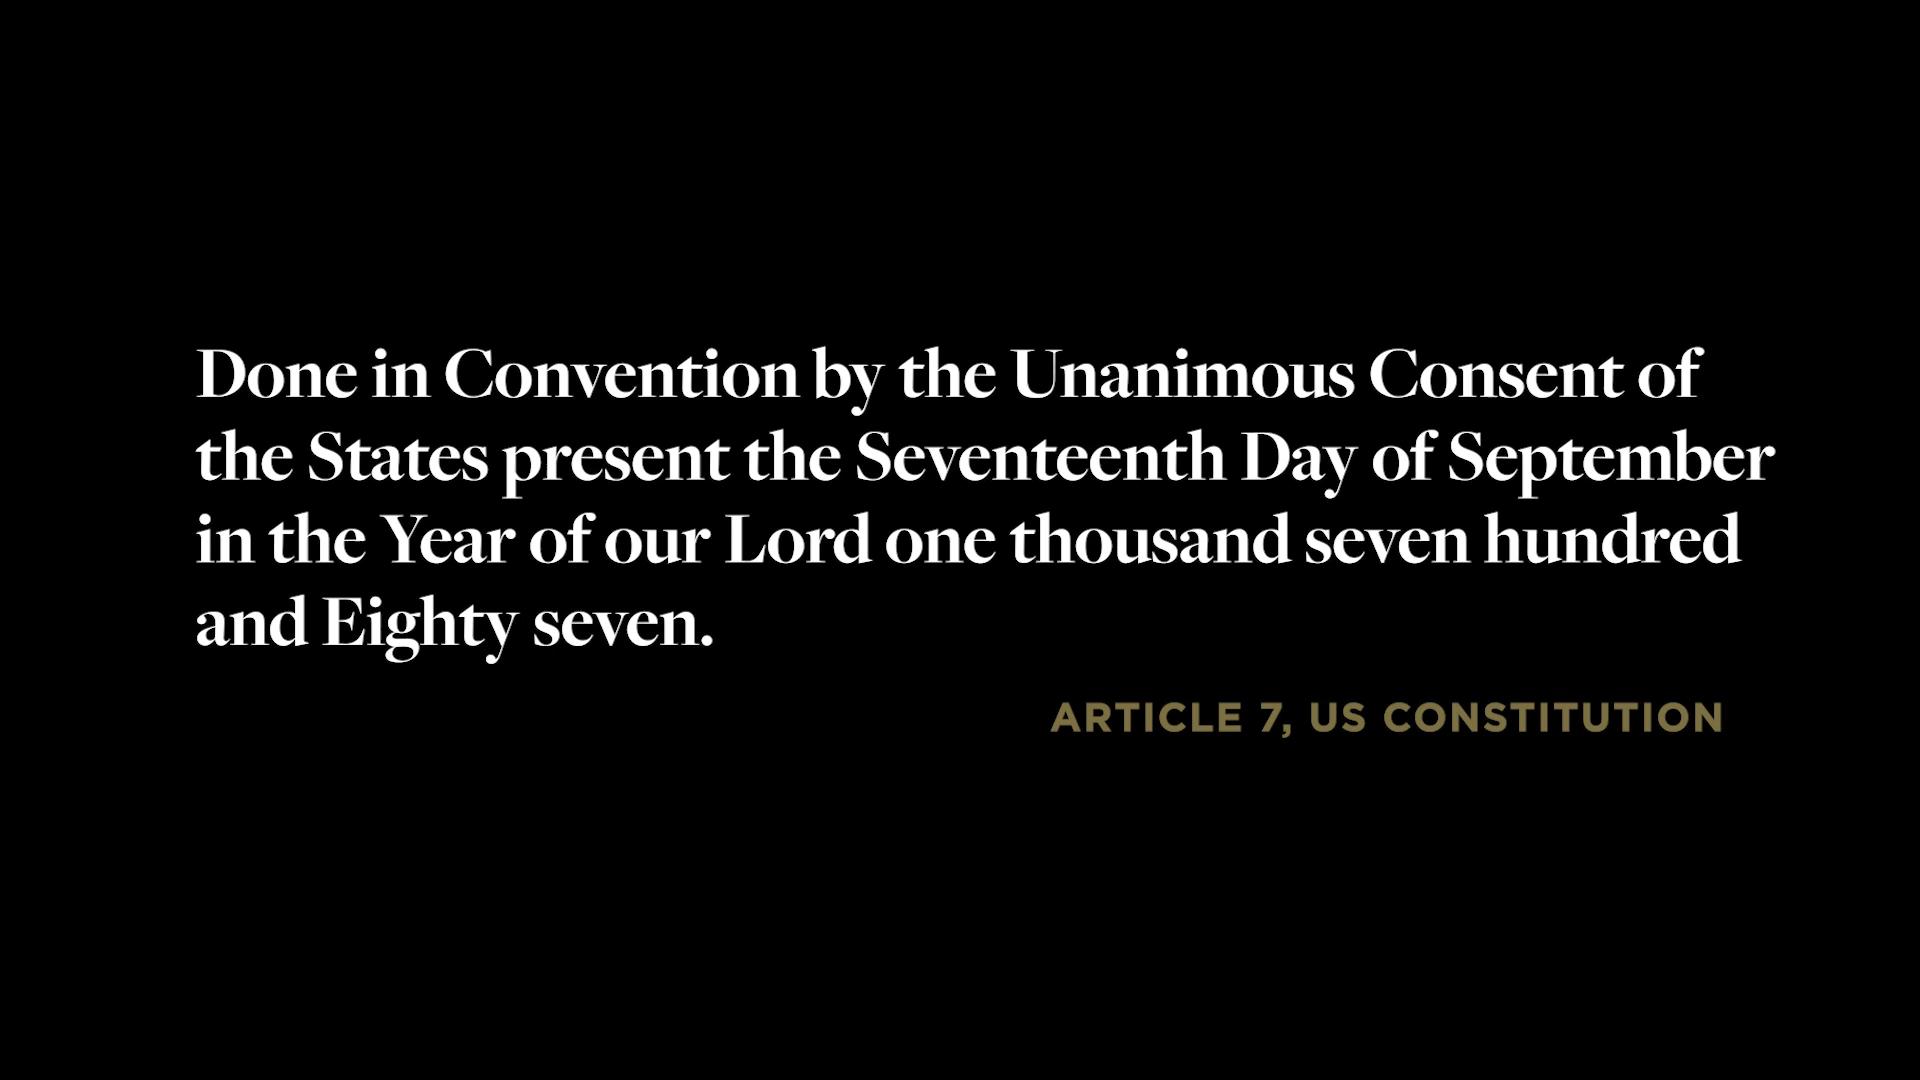 Done in Convention by the Unanimous Consent of
the States present the Seventeenth Day of September
in the Year of our Lord one thousand seven hundred
and Eighty seven.
ARTICLE 7, US CONSTITUTION